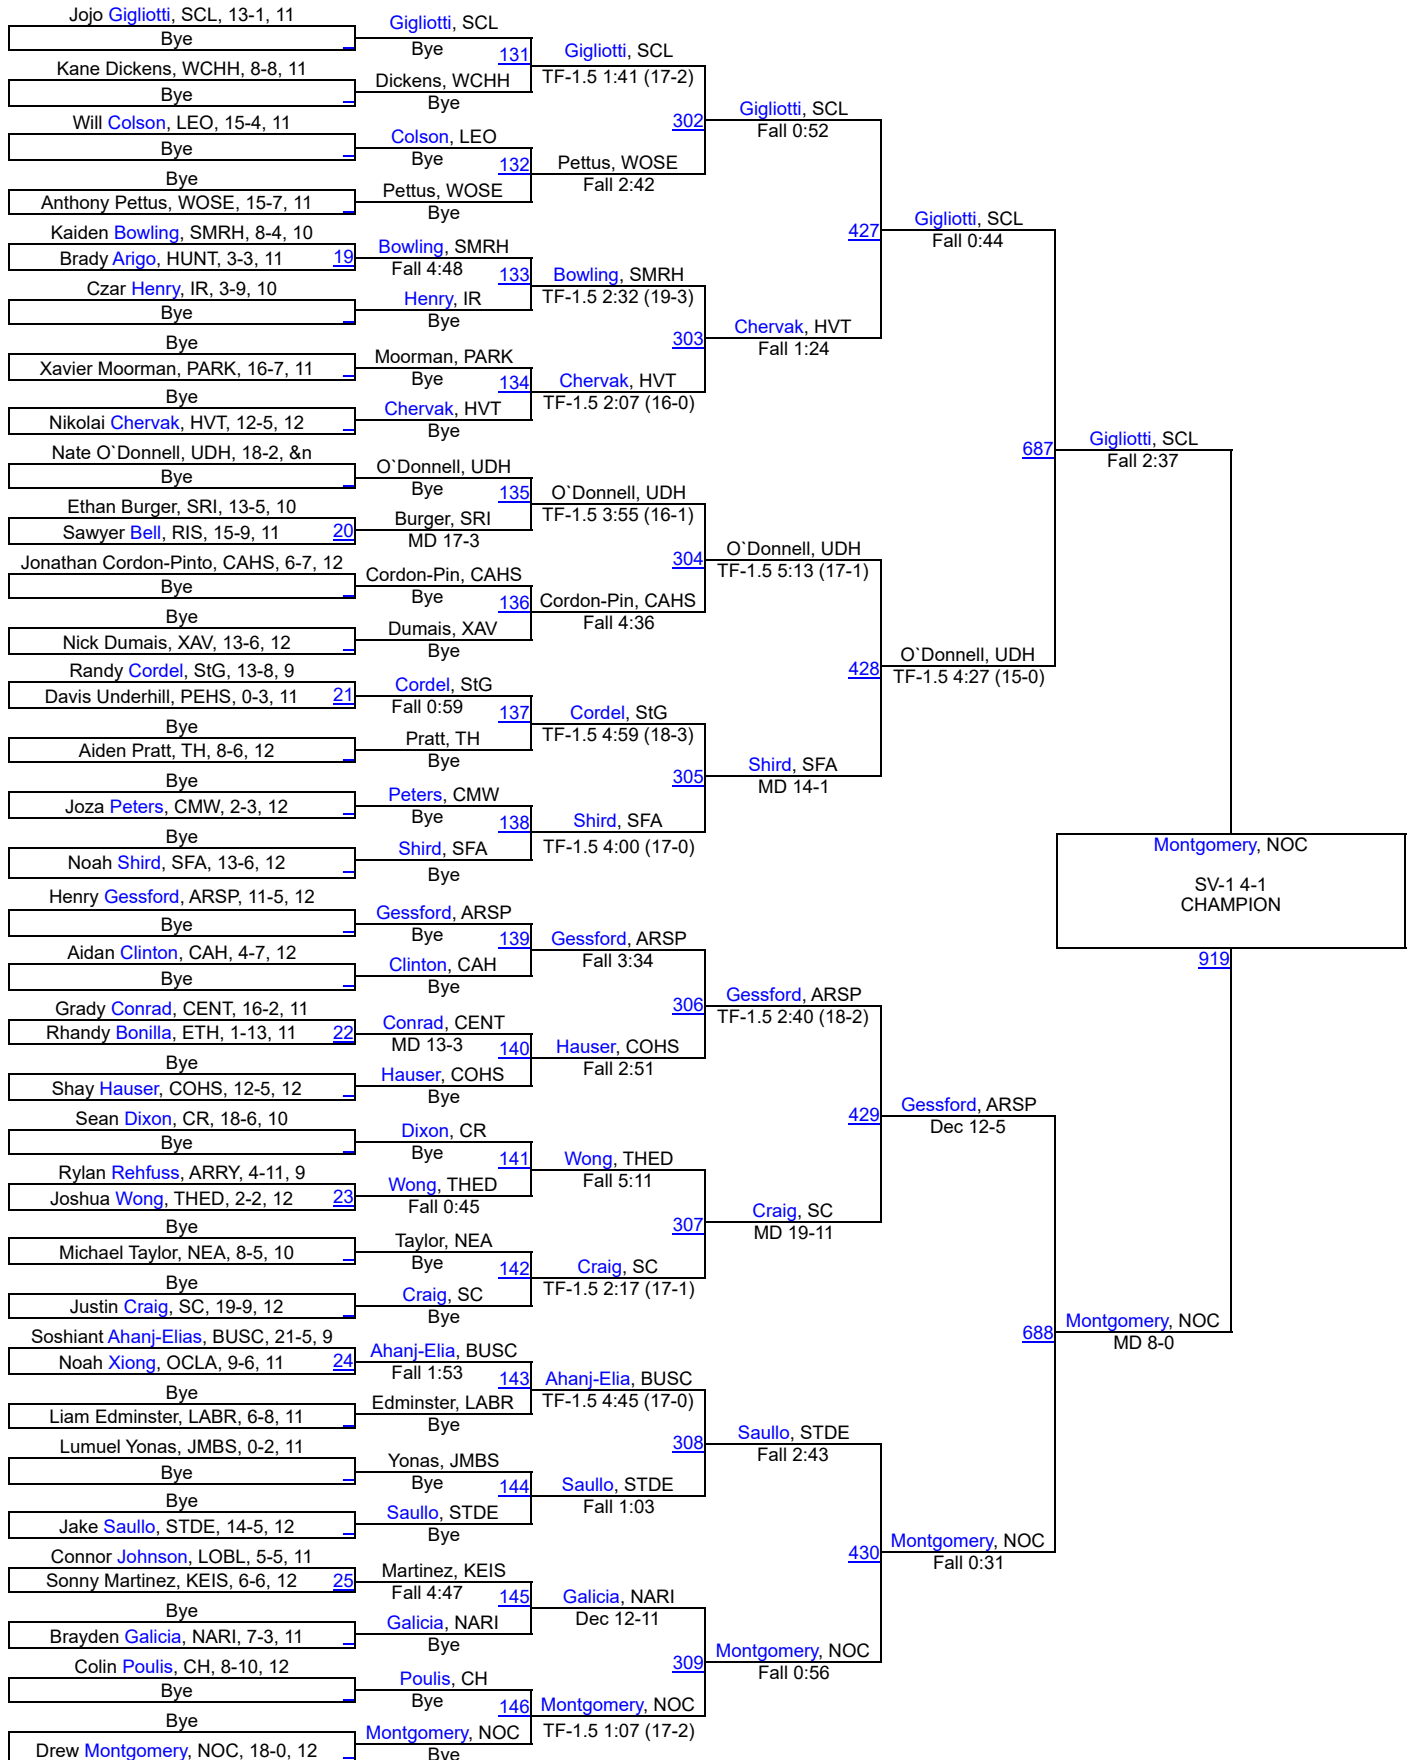 Jojo Gigliotti, SCL, 13-1, 11
Bye
Kane Dickens, WCHH, 8-8, 11
Bye
Will Colson, LEO, 15-4, 11
Bye
Bye
Anthony Pettus, WOSE, 15-7, 11
Kaiden Bowling, SMRH, 8-4, 10
Brady Arigo, HUNT, 3-3, 11 19
Czar Henry, IR, 3-9, 10
Bye
Bye
Xavier Moorman, PARK, 16-7, 11
Bye
Nikolai Chervak, HVT, 12-5, 12
Nate O`Donnell, UDH, 18-2, &n
Bye
Ethan Burger, SRI, 13-5, 10
Sawyer Bell, RIS, 15-9, 11 20
Jonathan Cordon-Pinto, CAHS, 6-7, 12
Bye
Bye
Nick Dumais, XAV, 13-6, 12
Randy Cordel, StG, 13-8, 9
Davis Underhill, PEHS, 0-3, 11 21
Bye
Aiden Pratt, TH, 8-6, 12
Bye
Joza Peters, CMW, 2-3, 12
Bye
Noah Shird, SFA, 13-6, 12
Henry Gessford, ARSP, 11-5, 12
Bye
Aidan Clinton, CAH, 4-7, 12
Bye
Grady Conrad, CENT, 16-2, 11
Rhandy Bonilla, ETH, 1-13, 11 22
Bye
Shay Hauser, COHS, 12-5, 12
Sean Dixon, CR, 18-6, 10
Bye
Rylan Rehfuss, ARRY, 4-11, 9
Joshua Wong, THED, 2-2, 12 23
Bye
Michael Taylor, NEA, 8-5, 10
Bye
Justin Craig, SC, 19-9, 12
Soshiant Ahanj-Elias, BUSC, 21-5, 9
Noah Xiong, OCLA, 9-6, 11 24
Bye
Liam Edminster, LABR, 6-8, 11
Lumuel Yonas, JMBS, 0-2, 11
Bye
Bye
Jake Saullo, STDE, 14-5, 12
Connor Johnson, LOBL, 5-5, 11
Sonny Martinez, KEIS, 6-6, 12 25
Bye
Brayden Galicia, NARI, 7-3, 11
Colin Poulis, CH, 8-10, 12
Bye
Bye
Drew Montgomery, NOC, 18-0, 12
Gigliotti, SCL
Bye
131
Dickens, WCHH
Bye
Colson, LEO
Bye
132
Pettus, WOSE
Bye
Bowling, SMRH
Fall 4:48
133
Henry, IR
Bye
Moorman, PARK
Bye
134
Chervak, HVT
Bye
O`Donnell, UDH
Bye
135
Burger, SRI
MD 17-3
Cordon-Pin, CAHS
Bye
136
Dumais, XAV
Bye
Cordel, StG
Fall 0:59
137
Pratt, TH
Bye
Peters, CMW
Bye
138
Shird, SFA
Bye
Gessford, ARSP
Bye
139
Clinton, CAH
Bye
Conrad, CENT
MD 13-3
140
Hauser, COHS
Bye
Dixon, CR
Bye
141
Wong, THED
Fall 0:45
Taylor, NEA
Bye
142
Craig, SC
Bye
Ahanj-Elia, BUSC
Fall 1:53
143
Edminster, LABR
Bye
Yonas, JMBS
Bye
144
Saullo, STDE
Bye
Martinez, KEIS
Fall 4:47
145
Galicia, NARI
Bye
Poulis, CH
Bye
146
Montgomery, NOC
Bye
Gigliotti, SCL
TF-1.5 1:41 (17-2)
302
Pettus, WOSE
Fall 2:42
Bowling, SMRH
TF-1.5 2:32 (19-3)
303
Chervak, HVT
TF-1.5 2:07 (16-0)
O`Donnell, UDH
TF-1.5 3:55 (16-1)
304
Cordon-Pin, CAHS
Fall 4:36
Cordel, StG
TF-1.5 4:59 (18-3)
305
Shird, SFA
TF-1.5 4:00 (17-0)
Gessford, ARSP
Fall 3:34
306
Hauser, COHS
Fall 2:51
Wong, THED
Fall 5:11
307
Craig, SC
TF-1.5 2:17 (17-1)
Ahanj-Elia, BUSC
TF-1.5 4:45 (17-0)
308
Saullo, STDE
Fall 1:03
Galicia, NARI
Dec 12-11
309
Montgomery, NOC
TF-1.5 1:07 (17-2)
Gigliotti, SCL
Fall 0:52
427
Chervak, HVT
Fall 1:24
O`Donnell, UDH
TF-1.5 5:13 (17-1)
428
Shird, SFA
MD 14-1
Gessford, ARSP
TF-1.5 2:40 (18-2)
429
Craig, SC
MD 19-11
Saullo, STDE
Fall 2:43
430
Montgomery, NOC
Fall 0:56
Gigliotti, SCL
Fall 0:44
687
O`Donnell, UDH
TF-1.5 4:27 (15-0)
Gessford, ARSP
Dec 12-5
688
Montgomery, NOC
Fall 0:31
Gigliotti, SCL
Fall 2:37
Montgomery, NOC
MD 8-0
Montgomery, NOC
SV-1 4-1
CHAMPION
919